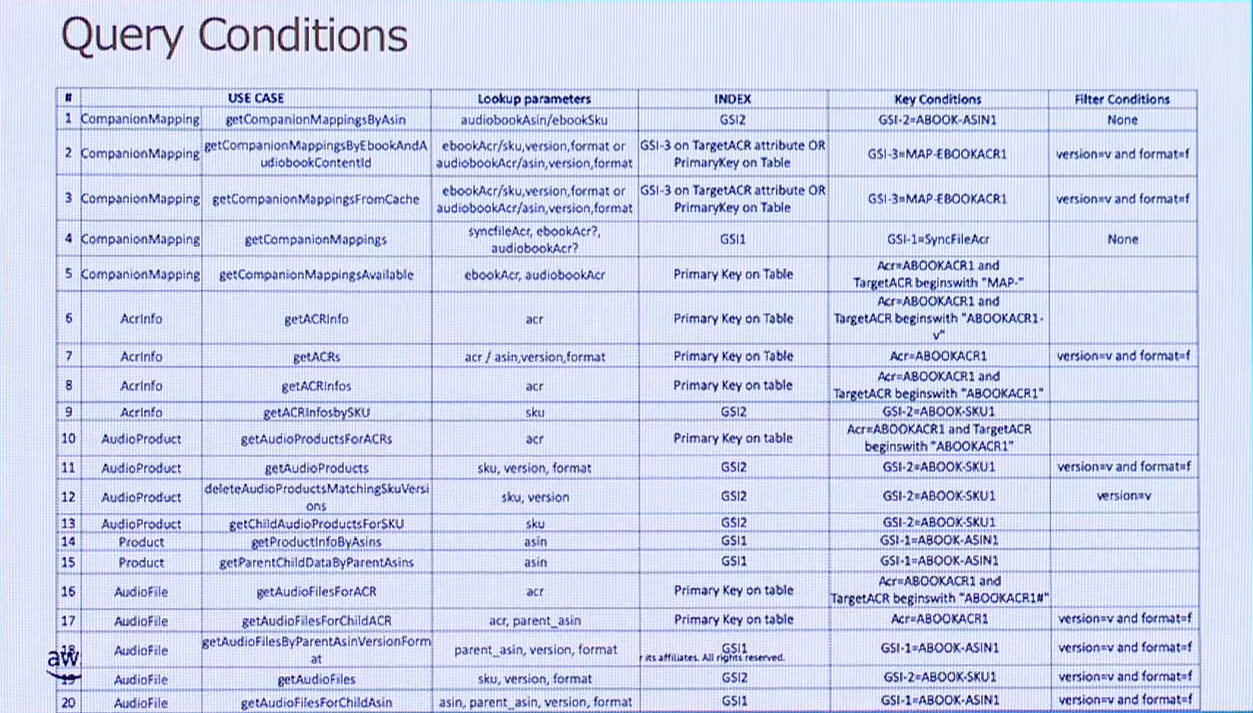 Query Conditions
# USE CASE Lookup parameters INDEX Key Conditions Filter Conditions
1 CompanionMapping getCompanionMappingsByAsin audiobookAsin/ebookSku GSI2 GSI-2=ABOOK-ASIN1 None
2 CompanionMapping getCompanionMappingsByEbookAndA
udiobookContentId ebookAcr/sku,version,format or
audiobookAcr/asin,version,format GSI-3 on TargetACR attribute OR
PrimaryKey on Table GSI-3=MAP-EBOOKACR1 version=v and format=f
3 CompanionMapping getCompanionMappingsFromCache ebookAcr/sku,version,format or
audiobookAcr/asin,version,format GSI-3 on TargetACR attribute OR
PrimaryKey on Table GSI-3=MAP-EBOOKACR1 version=v and format=f
4 CompanionMapping getCompanionMappings syncfileAcr, ebookAcr?,
audiobookAcr? GSI1 GSI-1=SyncFileAcr None
5 CompanionMapping getCompanionMappingsAvailable ebookAcr, audiobookAcr Primary Key on Table Acr=ABOOKACR1 and
TargetACR beginswith "MAP-"
6 AcrInfo getACRInfo acr Primary Key on Table Acr=ABOOKACR1 and
TargetACR beginswith "ABOOKACR1-
v"
7 AcrInfo getACRs acr / asin,version,format Primary Key on Table Acr=ABOOKACR1 version=v and format=f
8 AcrInfo getACRInfos acr Primary Key on table Acr=ABOOKACR1 and
TargetACR beginswith "ABOOKACR1"
9 AcrInfo getACRInfosbySKU sku GSI2 GSI-2=ABOOK-SKU1
10 AudioProduct getAudioProductsForACRs acr Primary Key on table Acr=ABOOKACR1 and TargetACR
beginswith "ABOOKACR1"
11 AudioProduct getAudioProducts sku, version, format GSI2 GSI-2=ABOOK-SKU1 version=v and format=f
12 AudioProduct deleteAudioProductsMatchingSkuVersi
ons sku, version GSI2 GSI-2=ABOOK-SKU1 version=v
13 AudioProduct getChildAudioProductsForSKU sku GSI2 GSI-2=ABOOK-SKU1
14 Product getProductInfoByAsins asin GSI1 GSI-1=ABOOK-ASIN1
15 Product getParentChildDataByParentAsins asin GSI1 GSI-1=ABOOK-ASIN1
16 AudioFile getAudioFilesForACR acr Primary Key on table Acr=ABOOKACR1 and
TargetACR beginswith "ABOOKACR1#"
17 AudioFile getAudioFilesForChildACR acr, parent_asin Primary Key on table Acr=ABOOKACR1 version=v and format=f
18 AudioFile getAudioFilesByParentAsinVersionForm
at parent_asin, version, format GSI1 GSI-1=ABOOK-ASIN1 version=v and format=f
aw
r its affiliates. All rights reserved.
19 AudioFile getAudioFiles sku, version, format GSI2 GSI-2=ABOOK-SKU1 version=v and format=f
20 AudioFile getAudioFilesForChildAsin asin, parent_asin, version, format GSI1 GSI-1=ABOOK-ASIN1 version=v and format=f